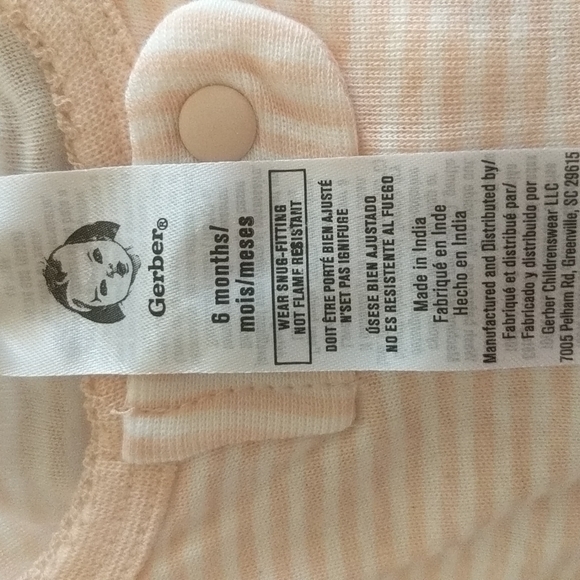 Gerber®
6 months/
mois/meses
WEAR SNUG-FITTING
NOT FLAME RESISTANT
DOIT ÊTRE PORTÉ BIEN AJUSTÉ
N'SET PAS IGNIFUGE
ÚSESE BIEN AJUSTADO
NO ES RESISTENTE AL FUEGO
Made in India
Fabriqué en Inde
Hecho en India
Manufactured and Distributed by/
Fabriqué et distribué par/
Fabricado y distribuido por
Gerber Childrenswear LLC
7005 Pelham Rd, Greenville, SC 29615